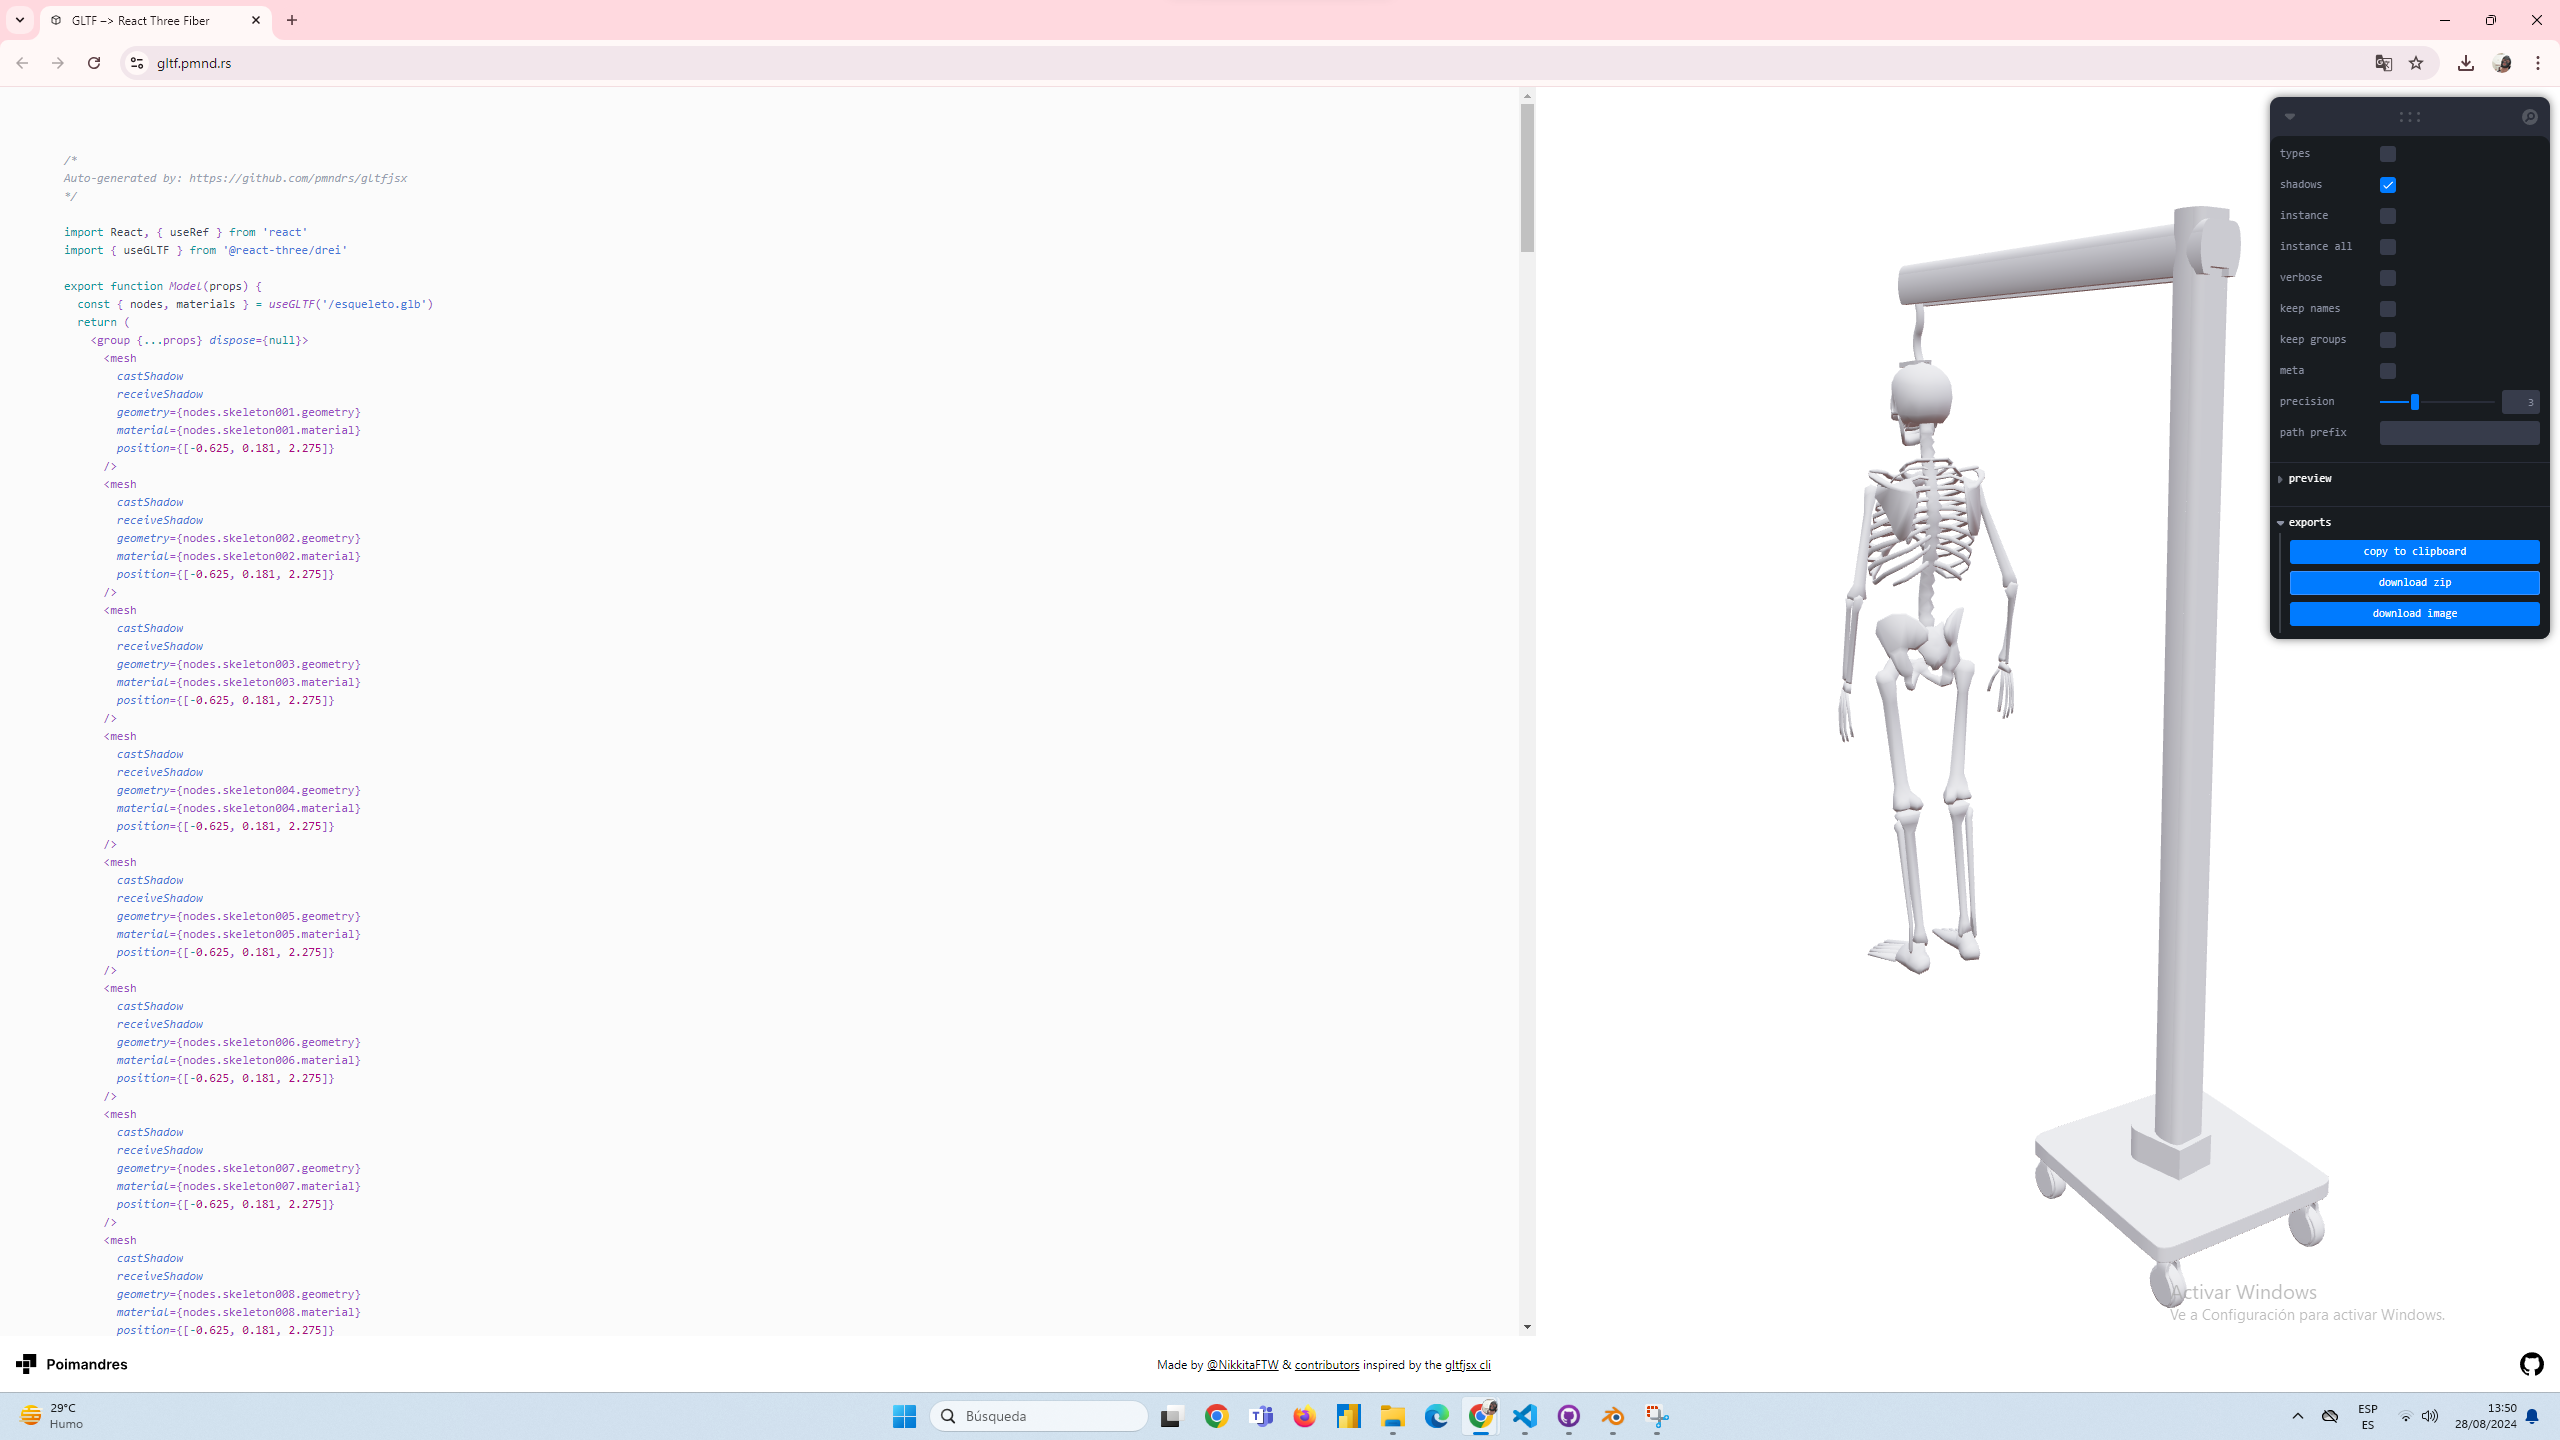 GLTF –> React Three Fiber
gltf.pmnd.rs
/*
Auto-generated by: https://github.com/pmndrs/gltfjsx
*/
import React, { useRef } from 'react'
import { useGLTF } from '@react-three/drei'
export function Model(props) {
const { nodes, materials } = useGLTF('/esqueleto.glb')
return (
<group {...props} dispose={null}>
<mesh
castShadow
receiveShadow
geometry={nodes.skeleton001.geometry}
material={nodes.skeleton001.material}
position={[-0.625, 0.181, 2.275]}
/>
<mesh
castShadow
receiveShadow
geometry={nodes.skeleton002.geometry}
material={nodes.skeleton002.material}
position={[-0.625, 0.181, 2.275]}
/>
<mesh
castShadow
receiveShadow
geometry={nodes.skeleton003.geometry}
material={nodes.skeleton003.material}
position={[-0.625, 0.181, 2.275]}
/>
<mesh
castShadow
receiveShadow
geometry={nodes.skeleton004.geometry}
material={nodes.skeleton004.material}
position={[-0.625, 0.181, 2.275]}
/>
<mesh
castShadow
receiveShadow
geometry={nodes.skeleton005.geometry}
material={nodes.skeleton005.material}
position={[-0.625, 0.181, 2.275]}
/>
<mesh
castShadow
receiveShadow
geometry={nodes.skeleton006.geometry}
material={nodes.skeleton006.material}
position={[-0.625, 0.181, 2.275]}
/>
<mesh
castShadow
receiveShadow
geometry={nodes.skeleton007.geometry}
material={nodes.skeleton007.material}
position={[-0.625, 0.181, 2.275]}
/>
<mesh
castShadow
receiveShadow
geometry={nodes.skeleton008.geometry}
material={nodes.skeleton008.material}
position={[-0.625, 0.181, 2.275]}
types
shadows
instance
instance all
verbose
keep names
keep groups
meta
precision 3
path prefix
preview
exports
copy to clipboard
download zip
download image
Activar Windows
Ve a Configuración para activar Windows.
Poimandres
Made by @NikkitaFTW & contributors inspired by the gltfjsx cli
29°C
Humo
Búsqueda
ESP
ES
13:50
28/08/2024